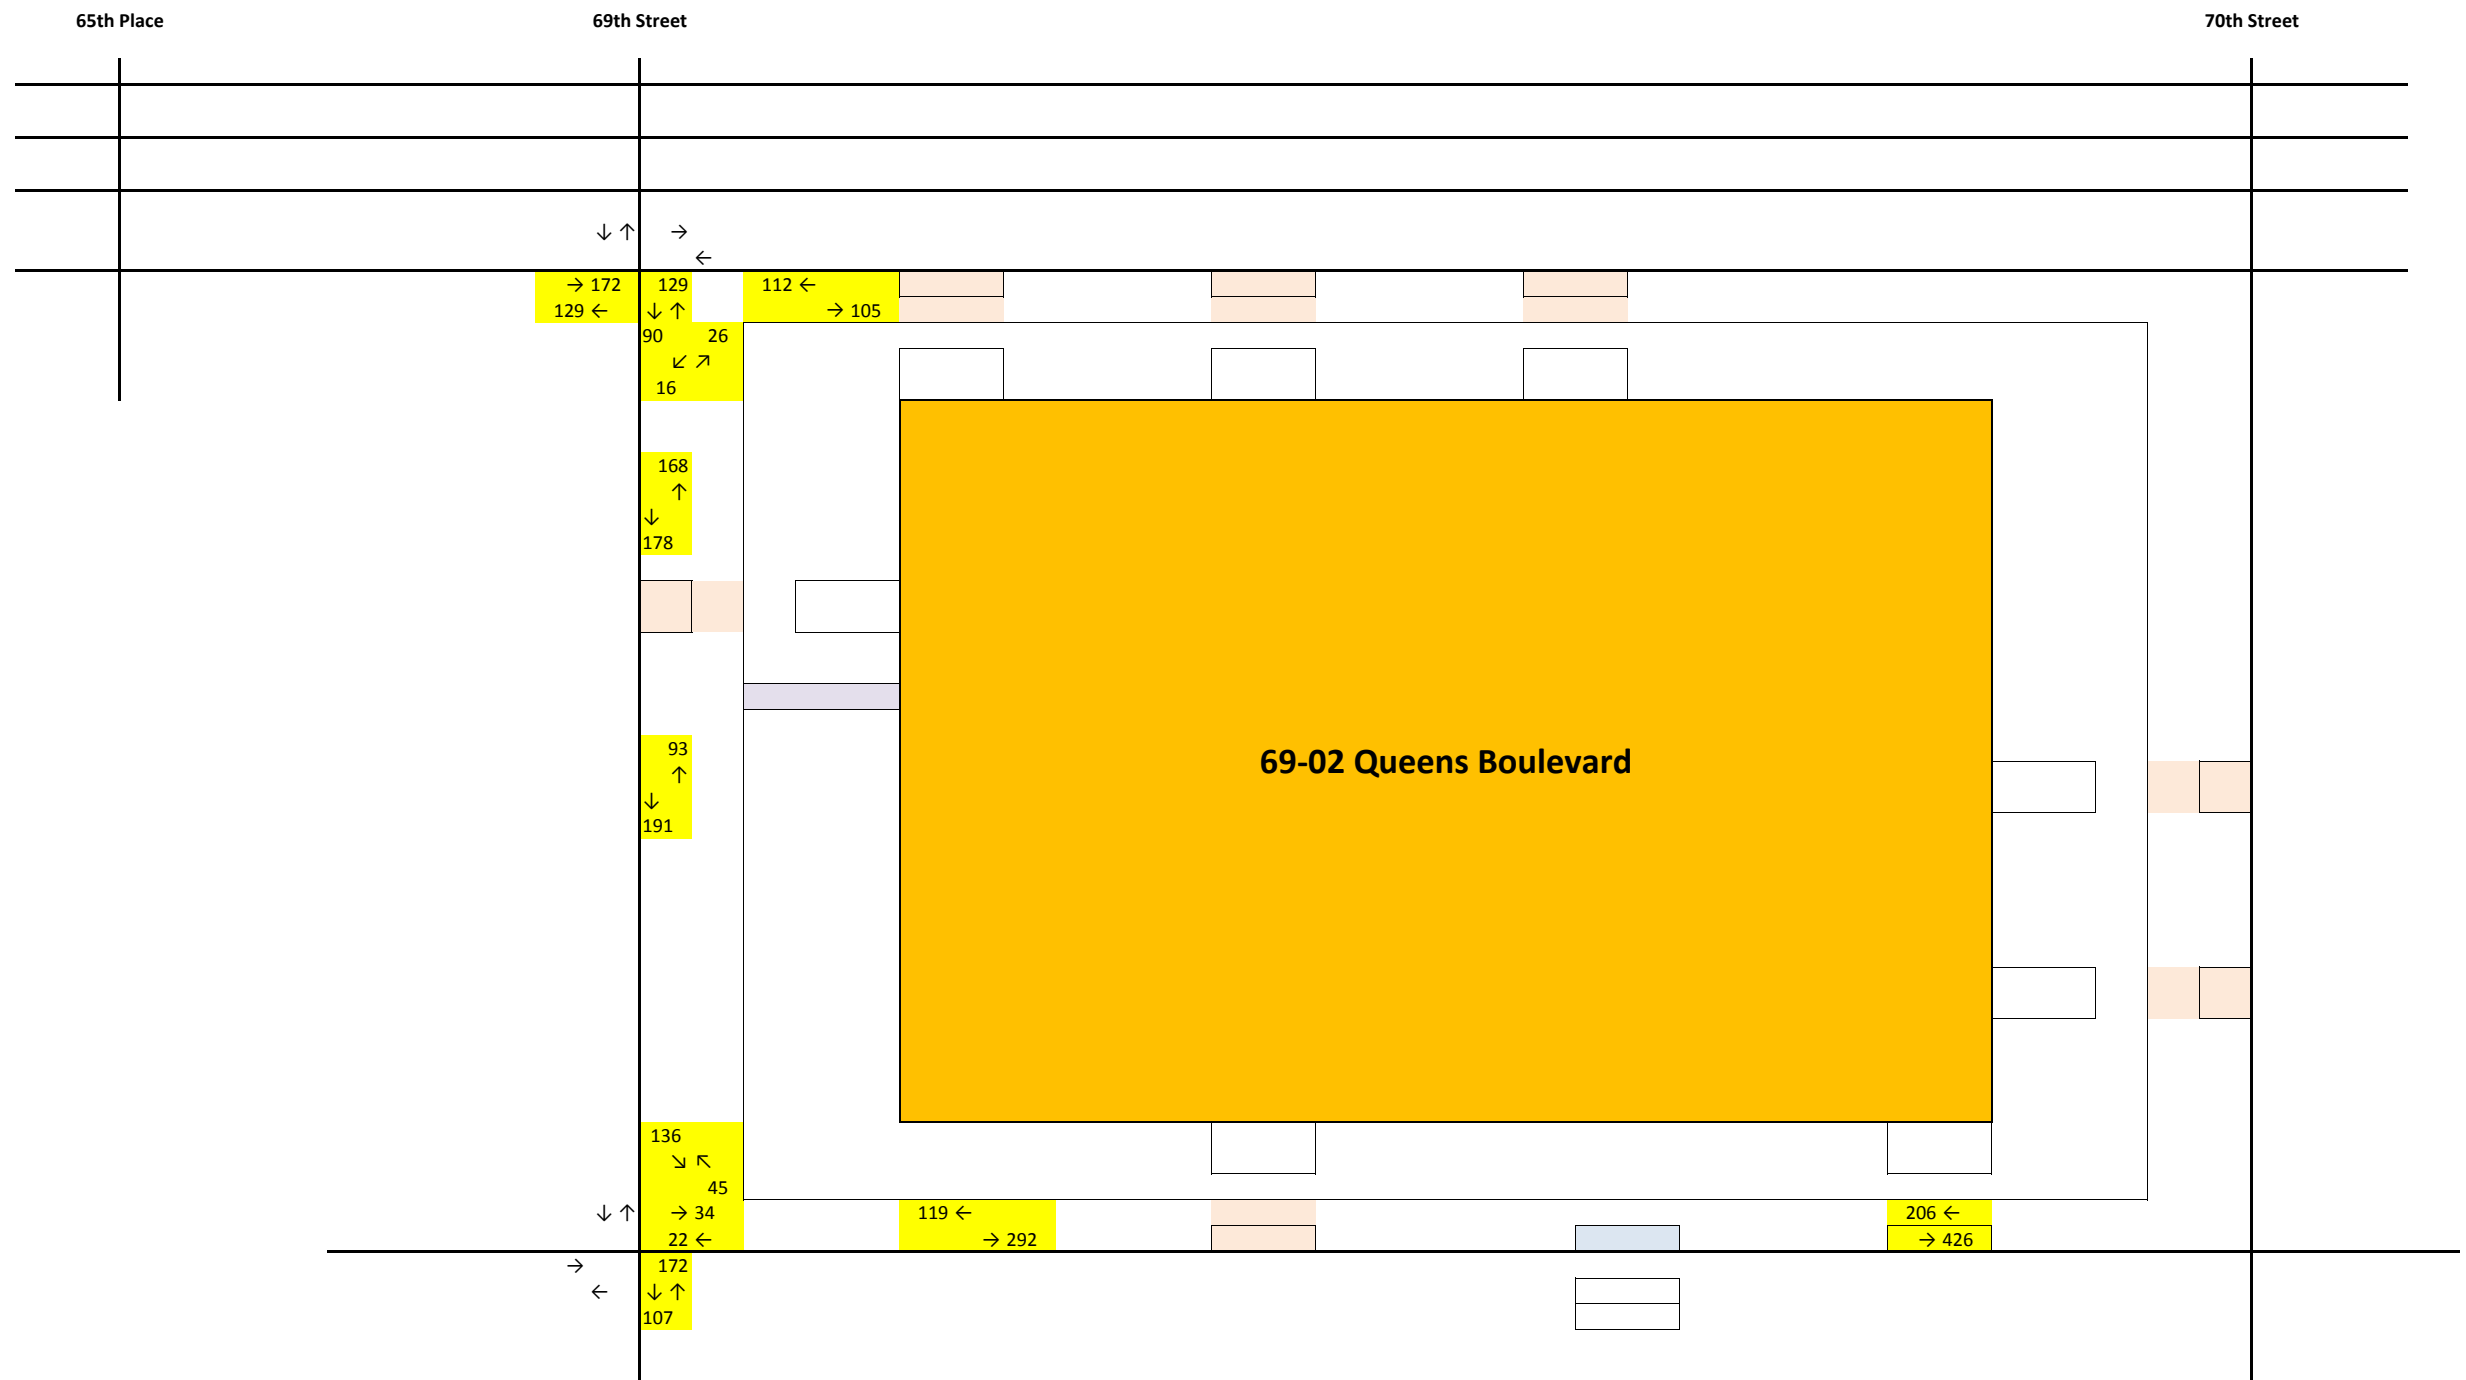 65th Place 69th Street 70th Street
↓ ↑ →
←
→ 172 129 112 ←
129 ← ↓ ↑ → 105
90 26
↙ ↗
16
168
↑
↓
178
93
↑
↓
191
69-02 Queens Boulevard
136
↘ ↖
45
↓ ↑ → 34 119 ← 206 ←
22 ← → 292 → 426
→ 172
← ↓ ↑
107